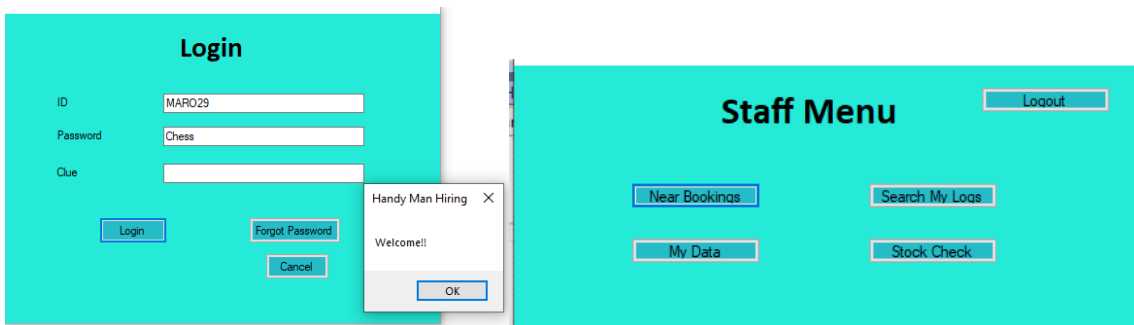 Login
ID
MARO29
Password
Chess
Clue
Login
Forgot Password
Cancel
Handy Man Hiring
Welcome!!
OK
Staff Menu
Logout
Near Bookings
Search My Logs
My Data
Stock Check